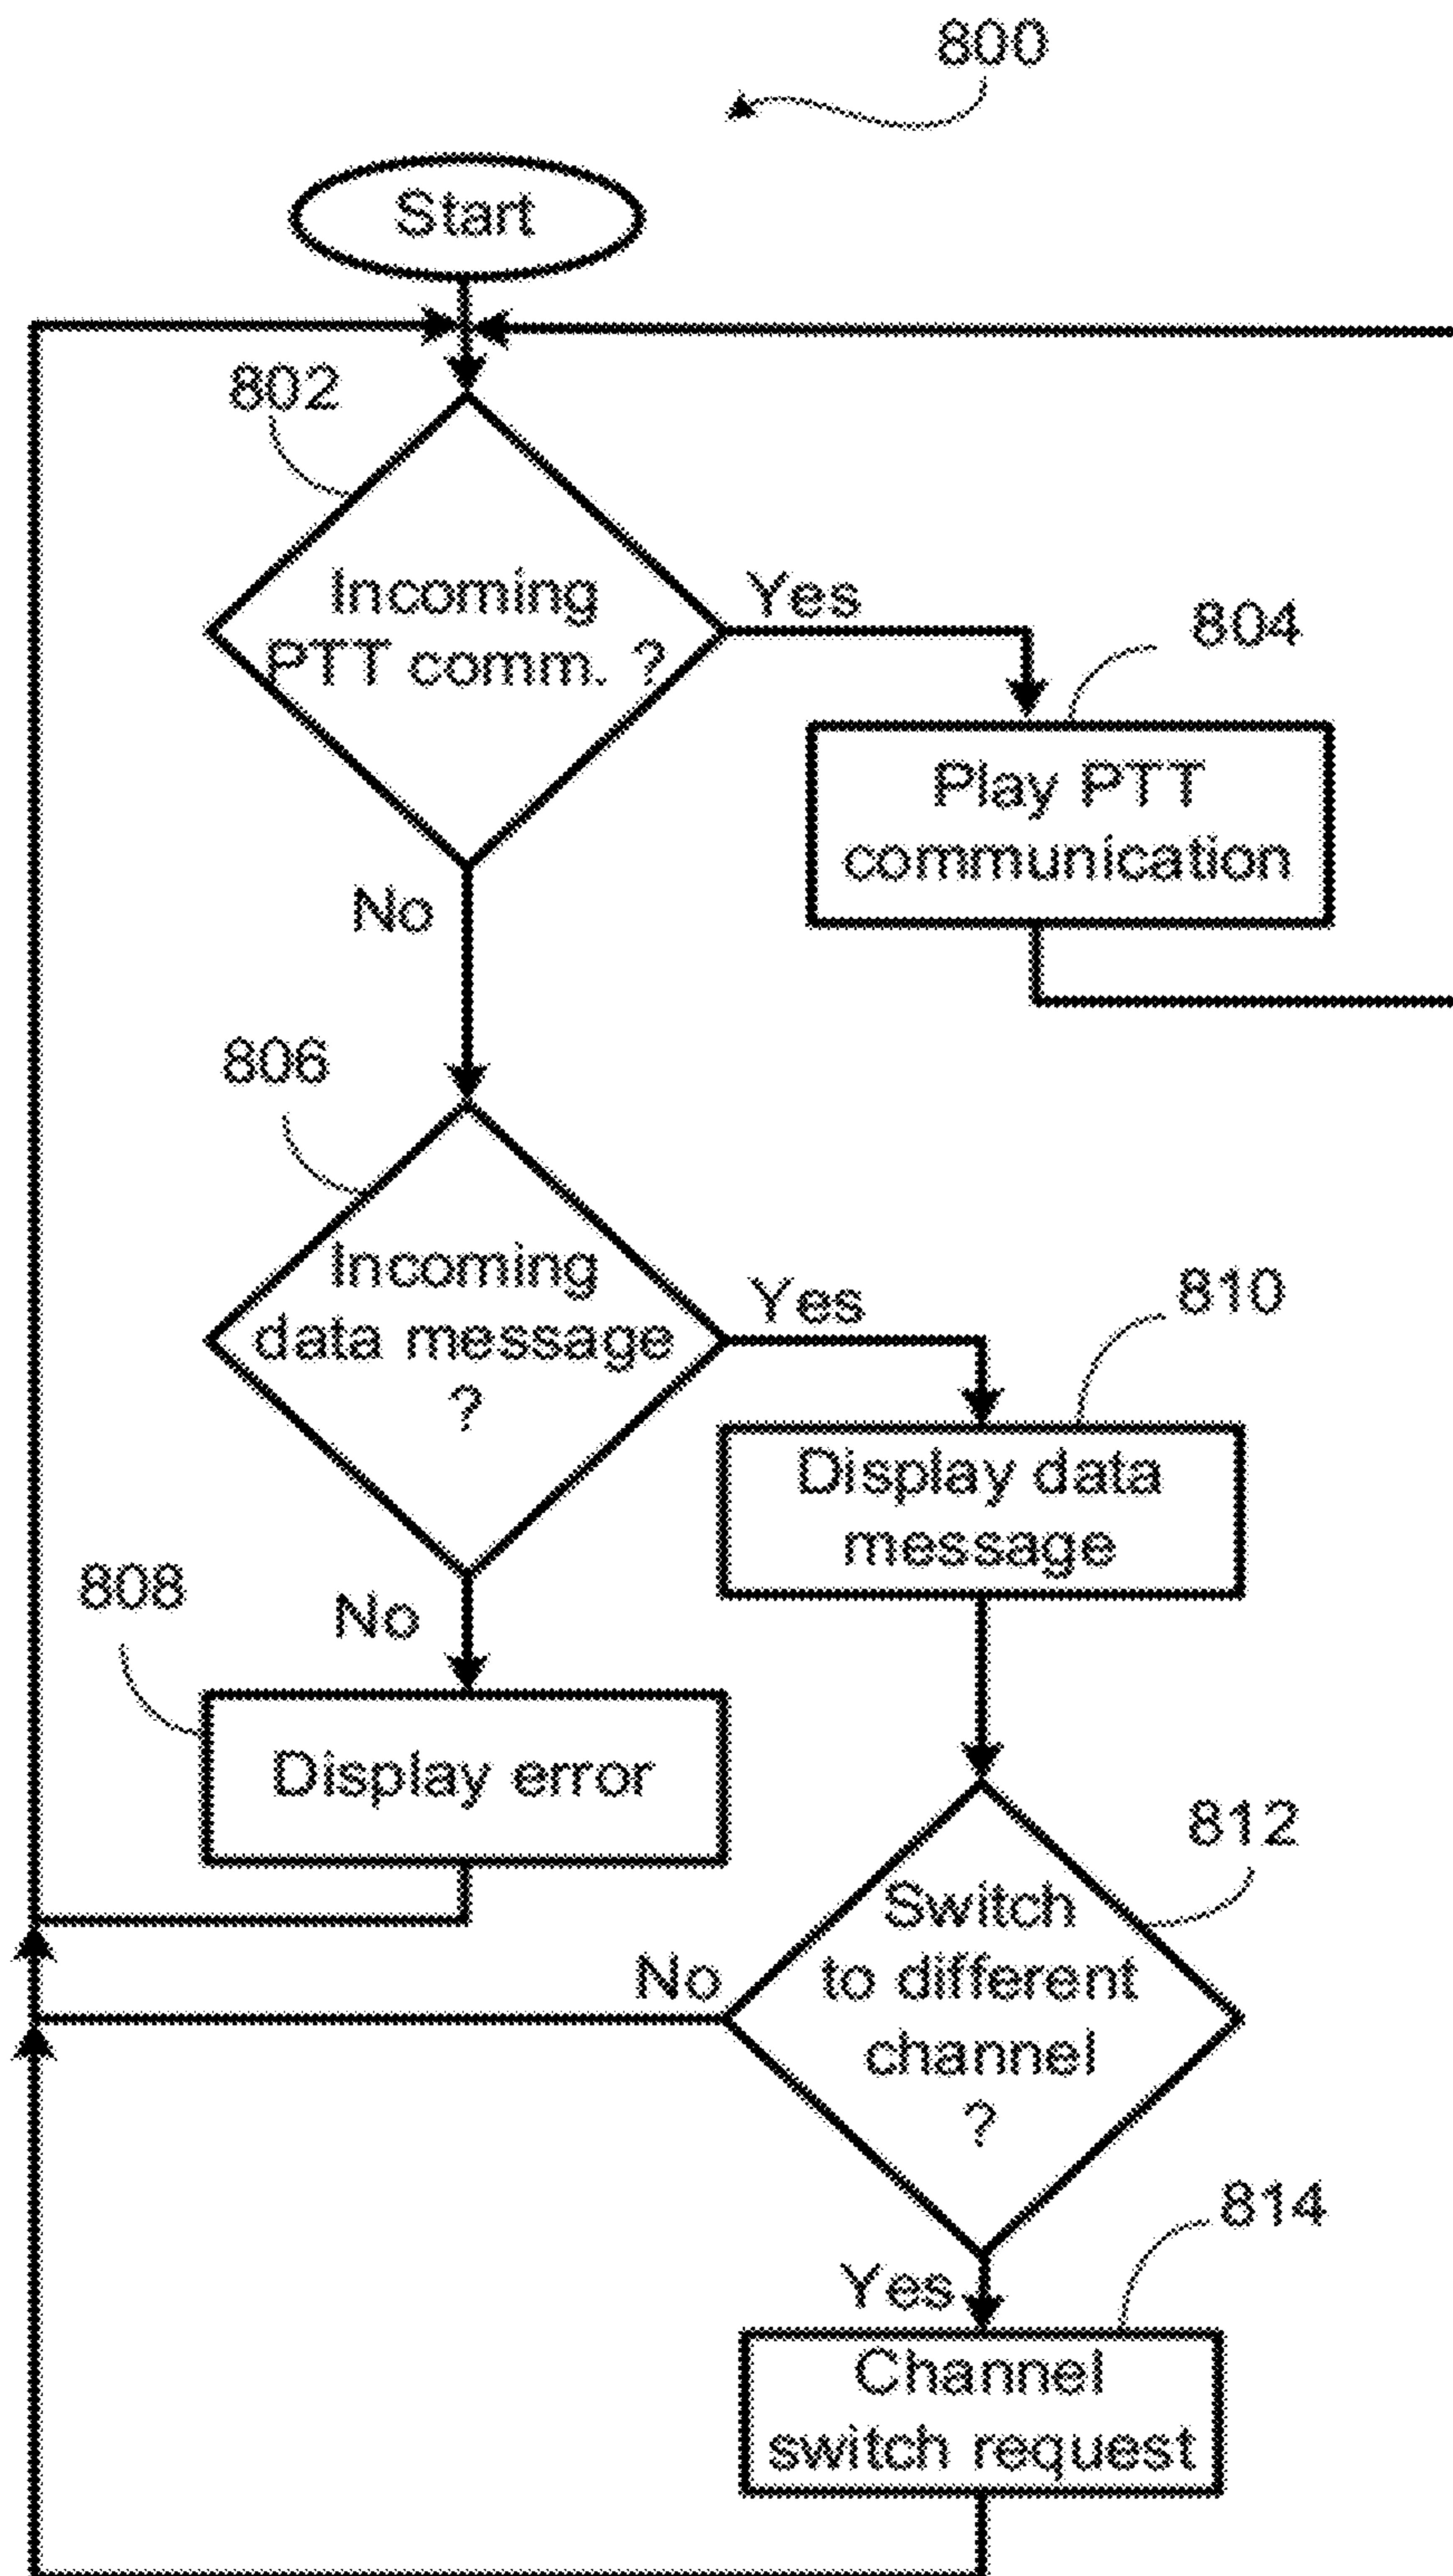 800
Start
802
Incoming
PTT comm. ?
Yes
804
Play PTT
communication
No
806
Incoming
data message
?
Yes
810
Display data
message
808
No
Display error
812
Switch
to different
channel
?
No
814
Yes
Channel
switch request